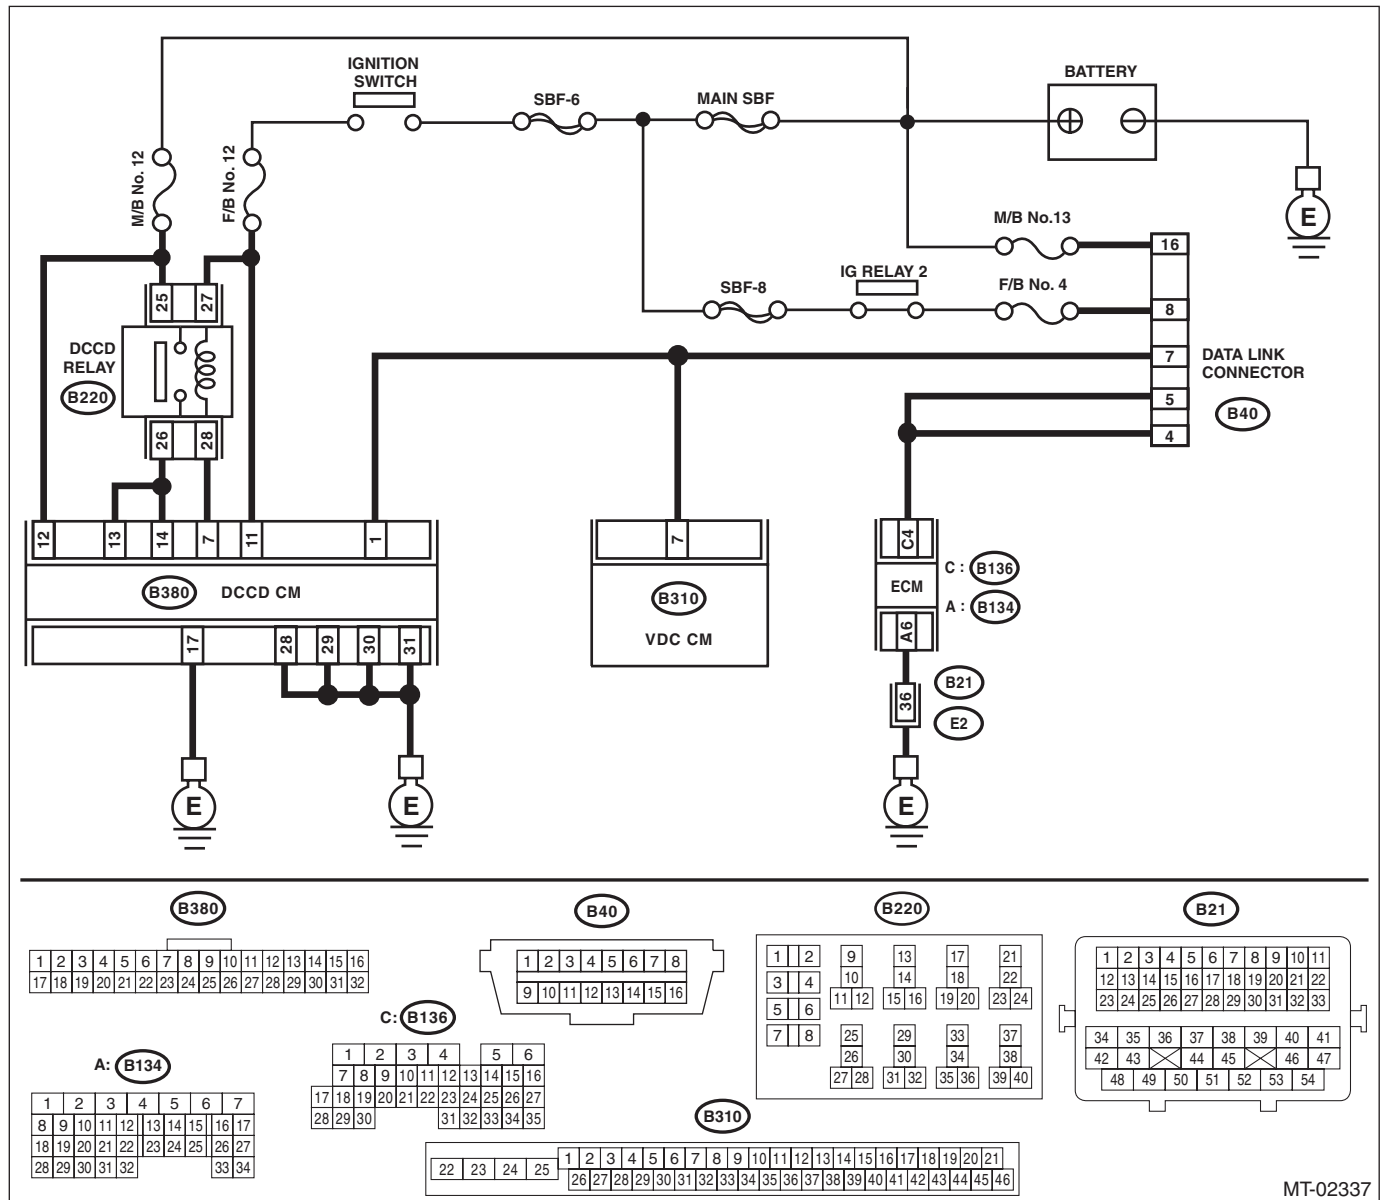 IGNITION
SWITCH
BATTERY
SBF-6
MAIN SBF
M/B No. 12
F/B No. 12
E
M/B No.13
16
IG RELAY 2
SBF-8
F/B No. 4
8
25
27
DCCD
RELAY
B220
7
DATA LINK
CONNECTOR
5
B40
4
26
28
12
13
14
7
11
1
7
C4
C: B136
B380
DCCD CM
B310
ECM
A: B134
VDC CM
17
28
29
30
31
A6
B21
36
E2
E
E
E
B380
1 2 3 4 5 6 7 8 9 10 11 12 13 14 15 16
17 18 19 20 21 22 23 24 25 26 27 28 29 30 31 32
B40
1 2 3 4 5 6 7 8
9 10 11 12 13 14 15 16
B220
1 2 9 13 17 21
3 4 10 14 18 22
11 12 15 16 19 20 23 24
5 6
7 8 25 29 33 37
26 30 34 38
27 28 31 32 35 36 39 40
B21
1 2 3 4 5 6 7 8 9 10 11
12 13 14 15 16 17 18 19 20 21 22
23 24 25 26 27 28 29 30 31 32 33
34 35 36 37 38 39 40 41
42 43 44 45 46 47
48 49 50 51 52 53 54
C: B136
1 2 3 4 5 6
7 8 9 10 11 12 13 14 15 16
17 18 19 20 21 22 23 24 25 26 27
28 29 30 31 32 33 34 35
A: B134
1 2 3 4 5 6 7
8 9 10 11 12 13 14 15 16 17
18 19 20 21 22 23 24 25 26 27
28 29 30 31 32 33 34
B310
22 23 24 25 1 2 3 4 5 6 7 8 9 10 11 12 13 14 15 16 17 18 19 20 21
26 27 28 29 30 31 32 33 34 35 36 37 38 39 40 41 42 43 44 45 46
MT-02337